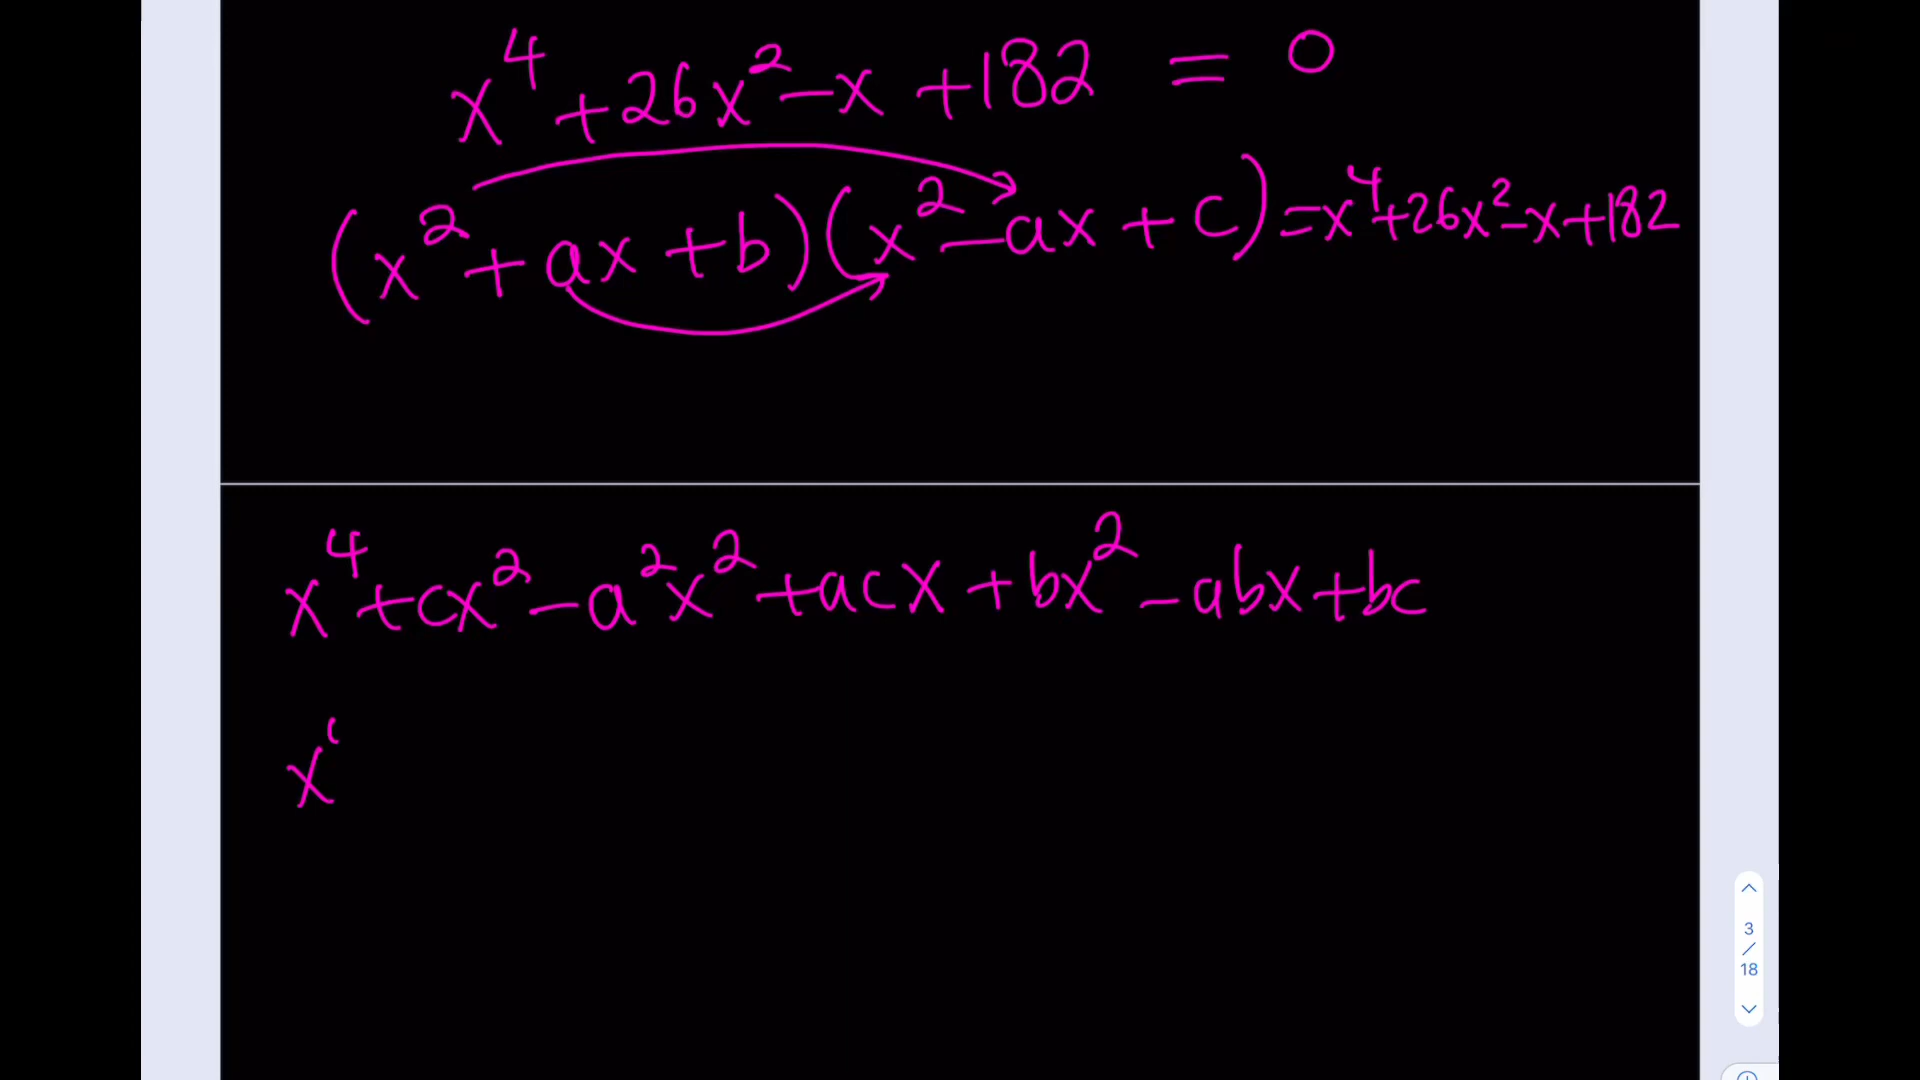 x⁴ + 26x² - x + 182 = 0
(x² + ax + b)(x² - ax + c) = x⁴ + 26x² - x + 182
x⁴ + cx² - a²x² + acx + bx² - abx + bc
x
3
/
18